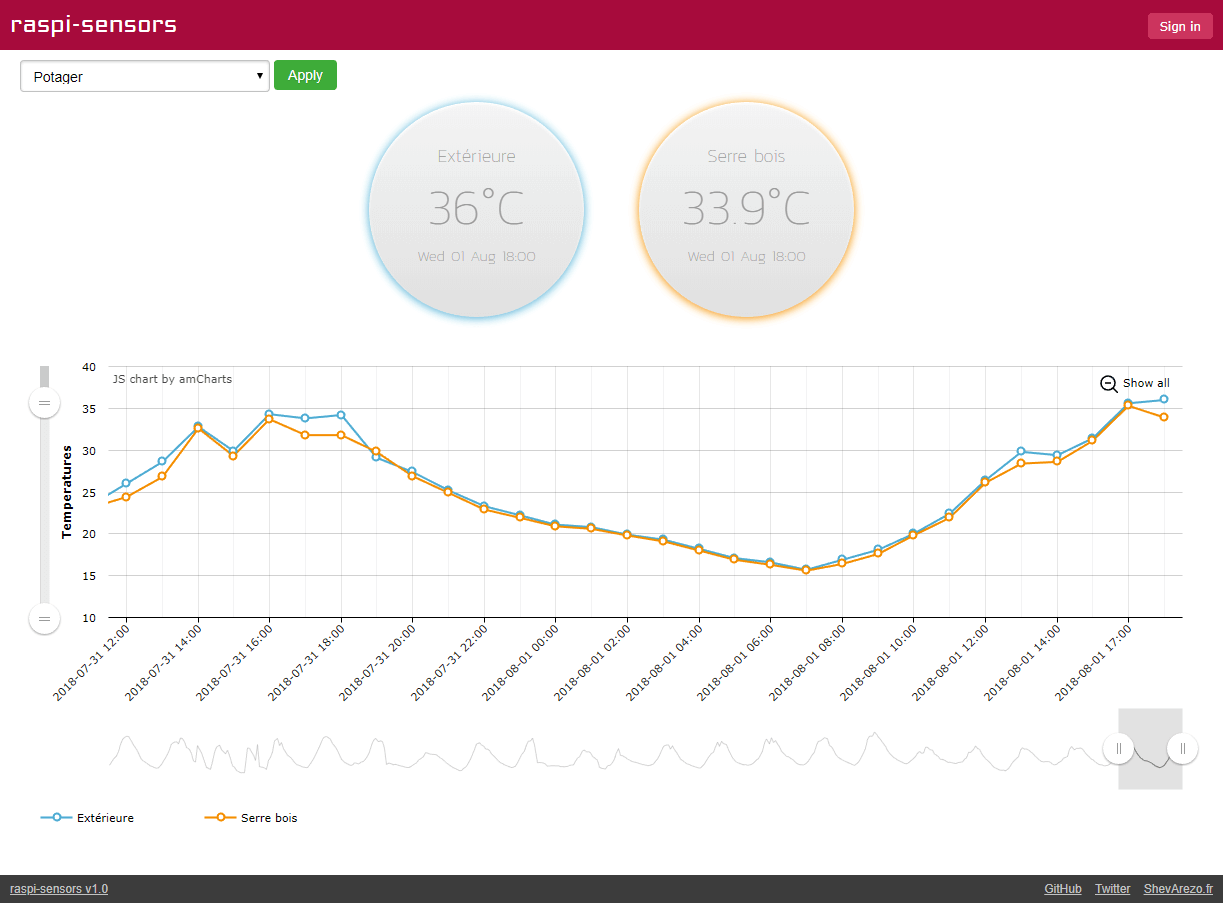 raspi-sensors
Sign in
Potager
Apply
Extérieure
36°C
Wed 01 Aug 18:00
Serre bois
33.9°C
Wed 01 Aug 18:00
JS chart by amCharts
Show all
Temperatures
40
35
30
25
20
15
10
2018-07-31 12:00
2018-07-31 14:00
2018-07-31 16:00
2018-07-31 18:00
2018-07-31 20:00
2018-07-31 22:00
2018-08-01 00:00
2018-08-01 02:00
2018-08-01 04:00
2018-08-01 06:00
2018-08-01 08:00
2018-08-01 10:00
2018-08-01 12:00
2018-08-01 14:00
2018-08-01 17:00
Extérieure
Serre bois
raspi-sensors v1.0
GitHub
Twitter
ShevArezo.fr